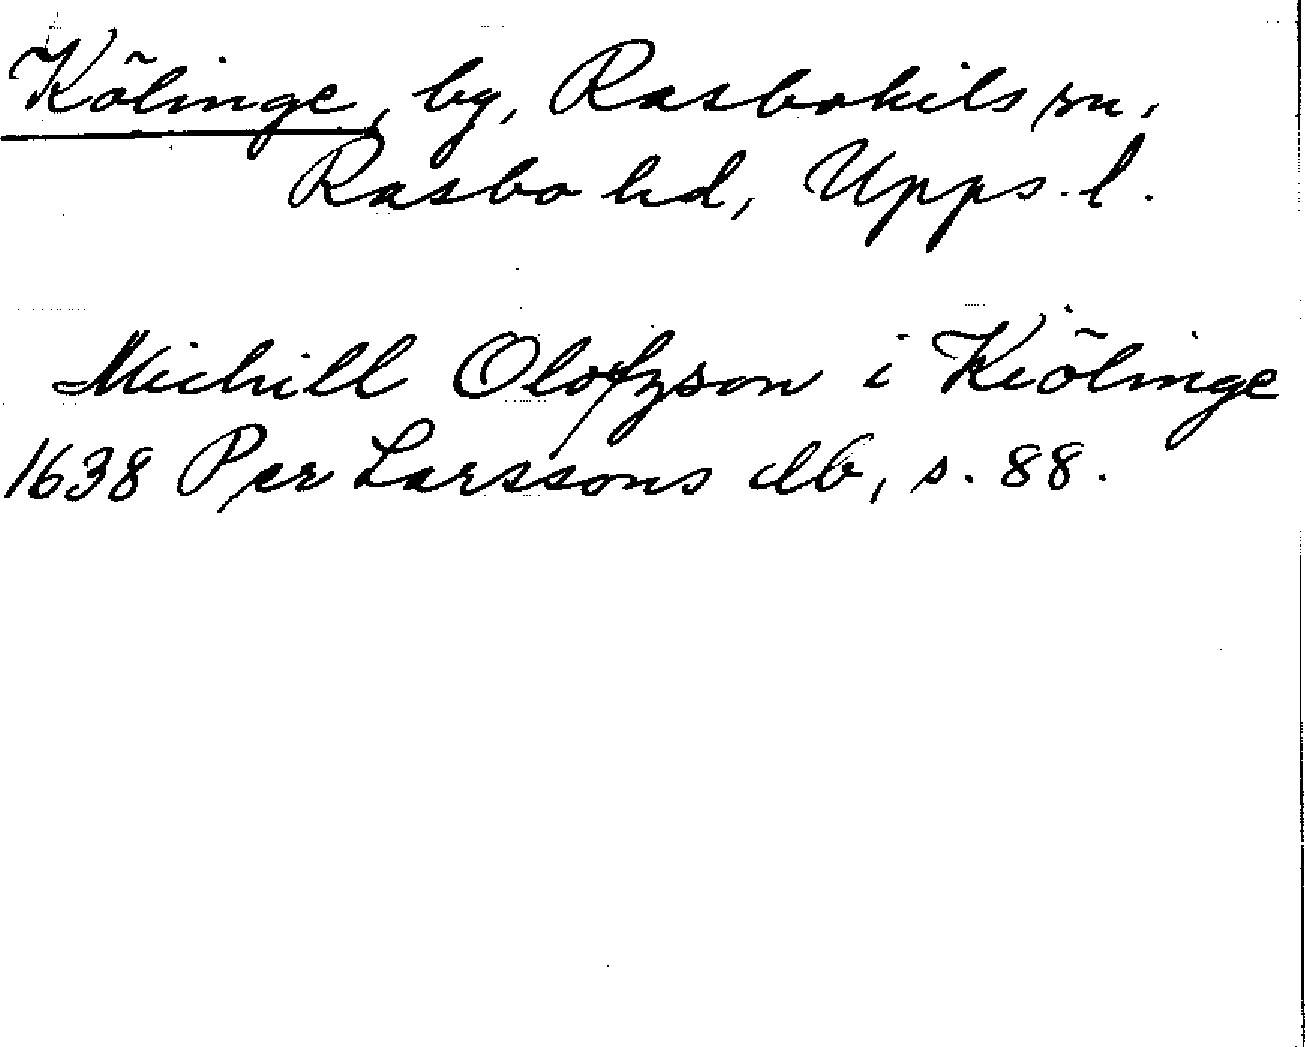 Kölinge, by, Rasbokils sn.
Rasbo hd, Upps. l.
Michill Olofzson i Kiölinge
1638 Per Larssons db, s. 88.